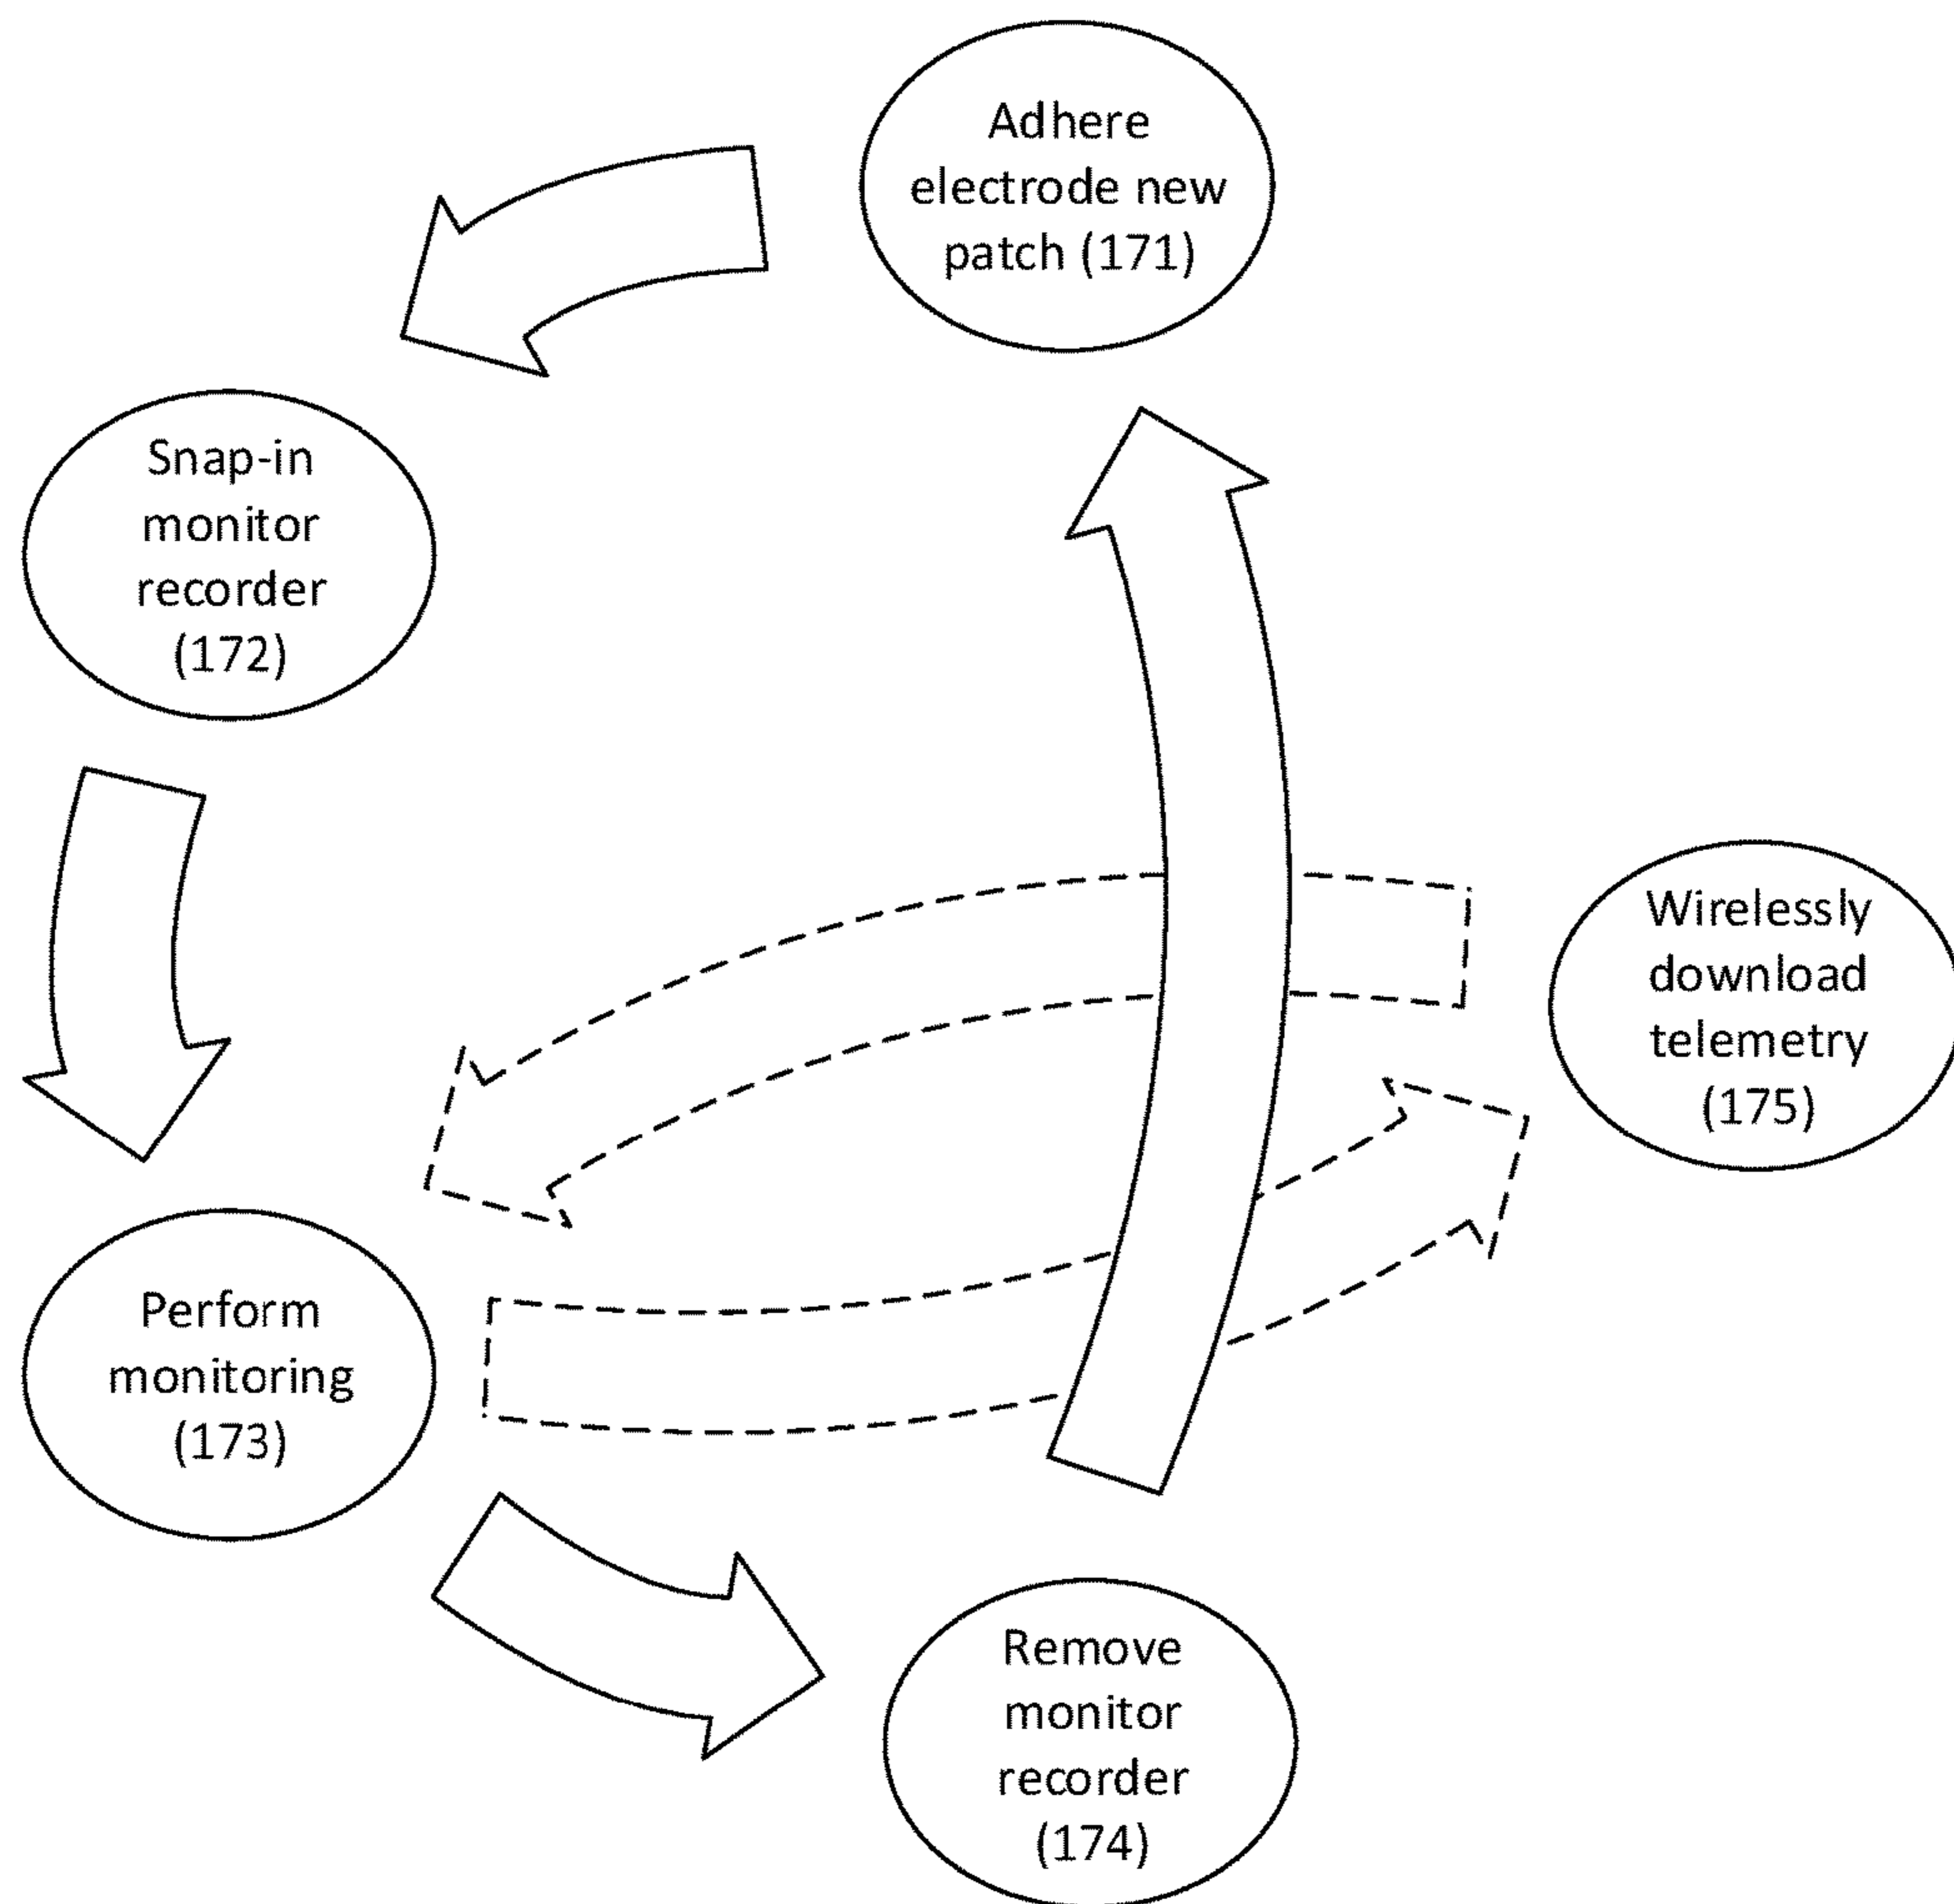 Adhere
electrode new
patch (171)
Snap-in
monitor
recorder
(172)
Wirelessly
download
telemetry
(175)
Perform
monitoring
(173)
Remove
monitor
recorder
(174)